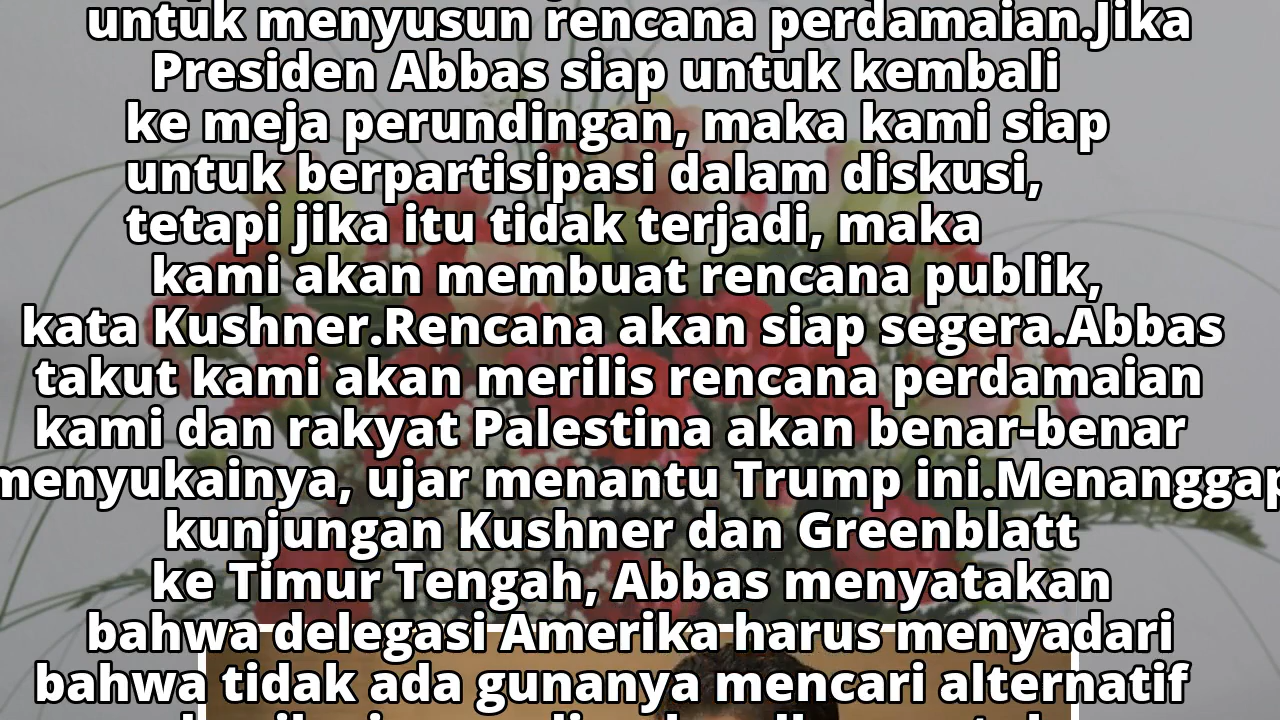 untuk menyusun rencana perdamaian.Jika
Presiden Abbas siap untuk kembali
ke meja perundingan, maka kami siap
untuk berpartisipasi dalam diskusi,
tetapi jika itu tidak terjadi, maka
kami akan membuat rencana publik,
kata Kushner.Rencana akan siap segera.Abbas
takut kami akan merilis rencana perdamaian
kami dan rakyat Palestina akan benar-benar
menyukainya, ujar menantu Trump ini.Menanggap
kunjungan Kushner dan Greenblatt
ke Timur Tengah, Abbas menyatakan
bahwa delegasi Amerika harus menyadari
bahwa tidak ada gunanya mencari alternatif